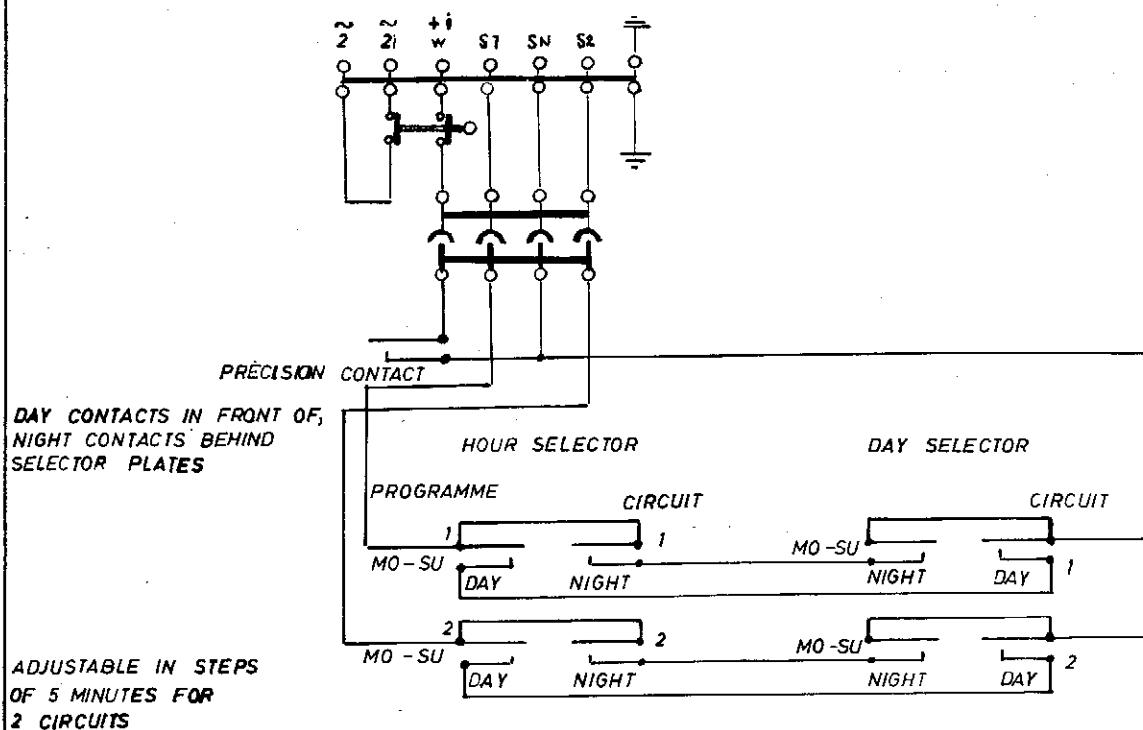 ~ ~ + i
2 21 W S1 SN S2
PRECISION CONTACT
DAY CONTACTS IN FRONT OF,
NIGHT CONTACTS BEHIND
SELECTOR PLATES
HOUR SELECTOR DAY SELECTOR
PROGRAMME CIRCUIT CIRCUIT
1 1
MO-SU MO-SU
DAY NIGHT NIGHT DAY 1
2 2
MO-SU MO-SU
DAY NIGHT NIGHT DAY 2
ADJUSTABLE IN STEPS
OF 5 MINUTES FOR
2 CIRCUITS